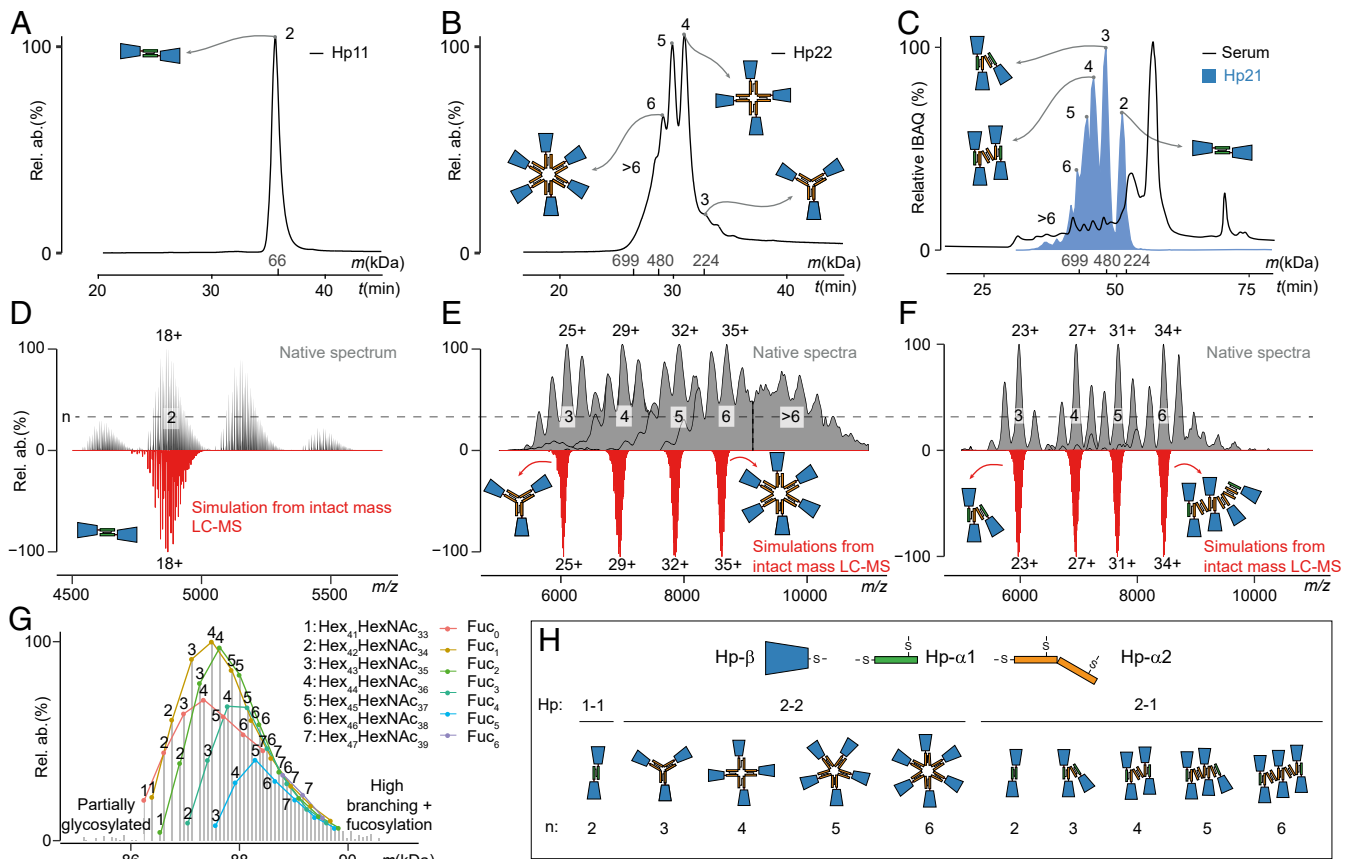 A
100
0
Rel. ab.(%)
2
Hp11
66
m(kDa)
20
30
40
t(min)
B
100
0
Rel. ab.(%)
4
5
6
>6
3
Hp22
699
480
224
m(kDa)
20
30
40
t(min)
C
100
0
Relative IBAQ (%)
3
4
5
6
>6
2
Serum
Hp21
699
480
224
m(kDa)
25
50
75
t(min)
D
100
0
−100
Rel. ab.(%)
n
18+
Native spectrum
2
Simulation from intact mass
LC-MS
18+
4500
5000
5500
m/z
E
100
0
−100
25+
29+
32+
35+
Native spectra
3
4
5
6
>6
Simulations from
intact mass LC-MS
25+
29+
32+
35+
6000
8000
10000
m/z
F
100
0
−100
23+
27+
31+
34+
Native spectra
3
4
5
6
Simulations from
intact mass LC-MS
23+
27+
31+
34+
6000
8000
10000
m/z
G
100
0
Rel. ab.(%)
1:Hex41HexNAc33 Fuc0
2:Hex42HexNAc34 Fuc1
3:Hex43HexNAc35 Fuc2
4:Hex44HexNAc36 Fuc3
5:Hex45HexNAc37 Fuc4
6:Hex46HexNAc38 Fuc5
7:Hex47HexNAc39 Fuc6
Partially
glycosylated
High
branching +
fucosylation
86
88
90
m(kDa)
H
Hp-β
-S-
-S-
S
Hp-α1
-S-
S
S
Hp-α2
Hp: 1-1 2-2 2-1
n: 2 3 4 5 6 2 3 4 5 6